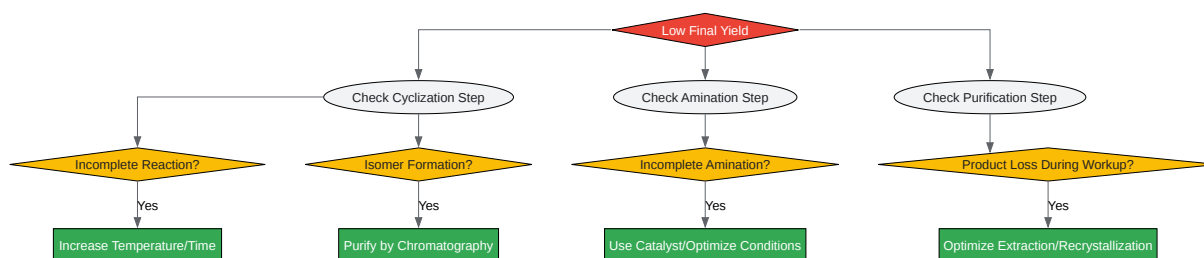 Low Final Yield
Check Cyclization Step
Check Amination Step
Check Purification Step
Incomplete Reaction?
Isomer Formation?
Incomplete Amination?
Product Loss During Workup?
Yes
Yes
Yes
Yes
Increase Temperature/Time
Purify by Chromatography
Use Catalyst/Optimize Conditions
Optimize Extraction/Recrystallization